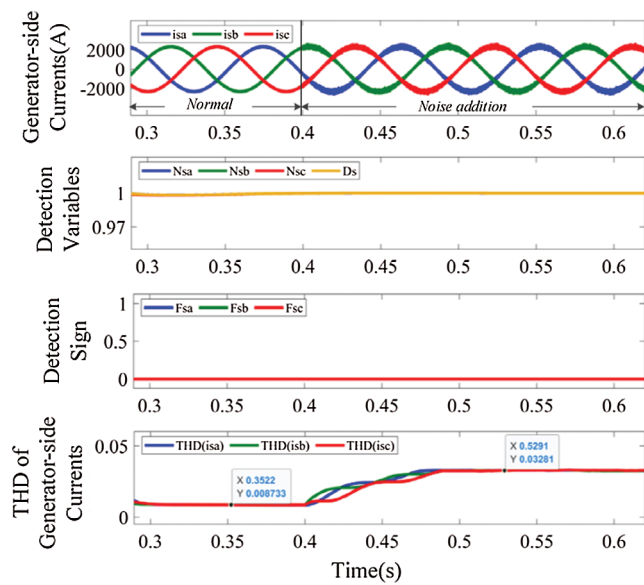 Generator-side
Currents(A)
isa isb isc
2000
0
-2000
Normal
Noise addition
0.3 0.35 0.4 0.45 0.5 0.55 0.6
Detection
Variables
Nsa Nsb Nsc Ds
1
0.97
0.3 0.35 0.4 0.45 0.5 0.55 0.6
Detection
Sign
Fsa Fsb Fsc
1
0.5
0
0.3 0.35 0.4 0.45 0.5 0.55 0.6
THD of
Generator-side
Currents
THD(isa) THD(isb) THD(isc)
0.05
0
X 0.3522
Y 0.008733
X 0.5291
Y 0.03281
0.3 0.35 0.4 0.45 0.5 0.55 0.6
Time(s)